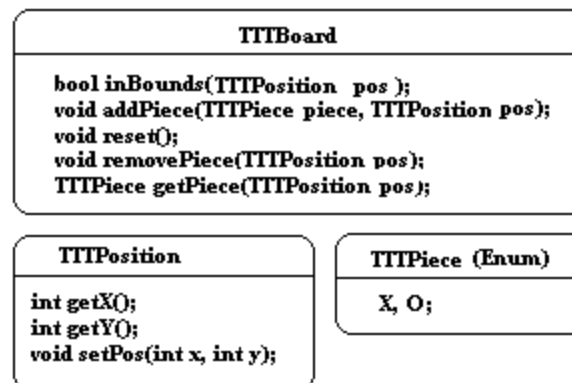 TTTBoard
bool inBounds(TTTPosition pos );
void addPiece(TTTPiece piece, TTTPosition pos);
void reset();
void removePiece(TTTPosition pos);
TTTPiece getPiece(TTTPosition pos);
TTTPosition
int getX();
int getY();
void setPos(int x, int y);
TTTPiece (Enum)
X, O;